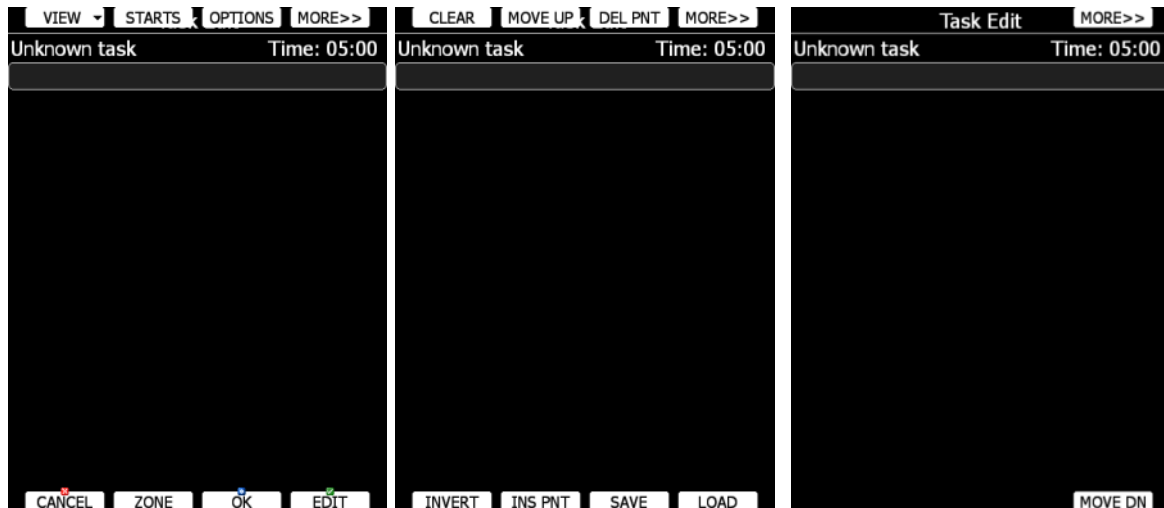 VIEW STARTS OPTIONS MORE>>
Unknown task Time: 05:00
CANCEL ZONE OK EDIT
CLEAR MOVE UP DEL PNT MORE>>
Unknown task Time: 05:00
INVERT INS PNT SAVE LOAD
Task Edit MORE>>
Unknown task Time: 05:00
MOVE DN